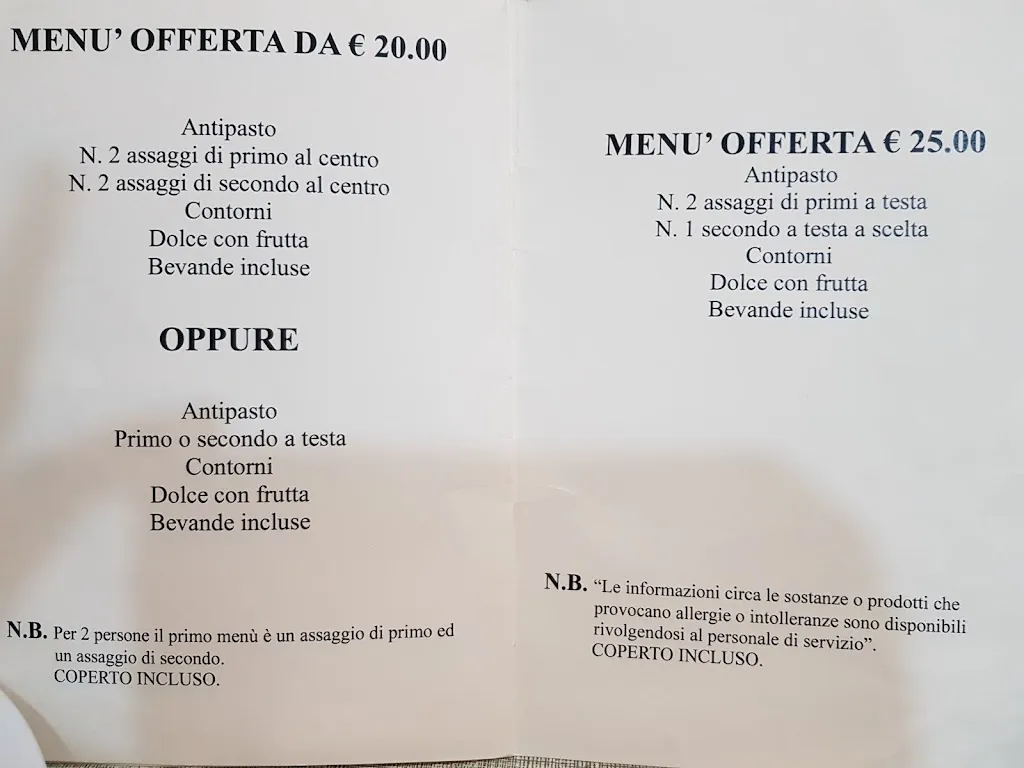 MENU’ OFFERTA DA € 20.00
Antipasto
N. 2 assaggi di primo al centro
N. 2 assaggi di secondo al centro
Contorni
Dolce con frutta
Bevande incluse
OPPURE
Antipasto
Primo o secondo a testa
Contorni
Dolce con frutta
Bevande incluse
N.B. Per 2 persone il primo menù è un assaggio di primo ed
un assaggio di secondo.
COPERTO INCLUSO.
MENU’ OFFERTA € 25.00
Antipasto
N. 2 assaggi di primi a testa
N. 1 secondo a testa a scelta
Contorni
Dolce con frutta
Bevande incluse
N.B. “Le informazioni circa le sostanze o prodotti che
provocano allergie o intolleranze sono disponibili
rivolgendosi al personale di servizio”.
COPERTO INCLUSO.